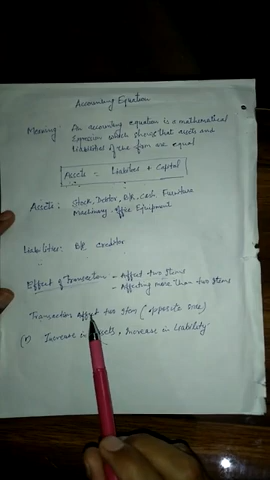 Accounting Equation
Meaning: An accounting equation is a mathematical
Expression which shows that assets and
Liabilities of the firm are equal
Assets = Liabilities + Capital
Assets: Stock, Debtor, B/R, Cash Furniture
Machinery Office Equipment
Liabilities: B/P, creditor
Effect of Transaction - Affect two Items
- Affecting more than two Items
Transaction affect two Item (opposite side)
(1) Increase in Assets, Increase in Liability